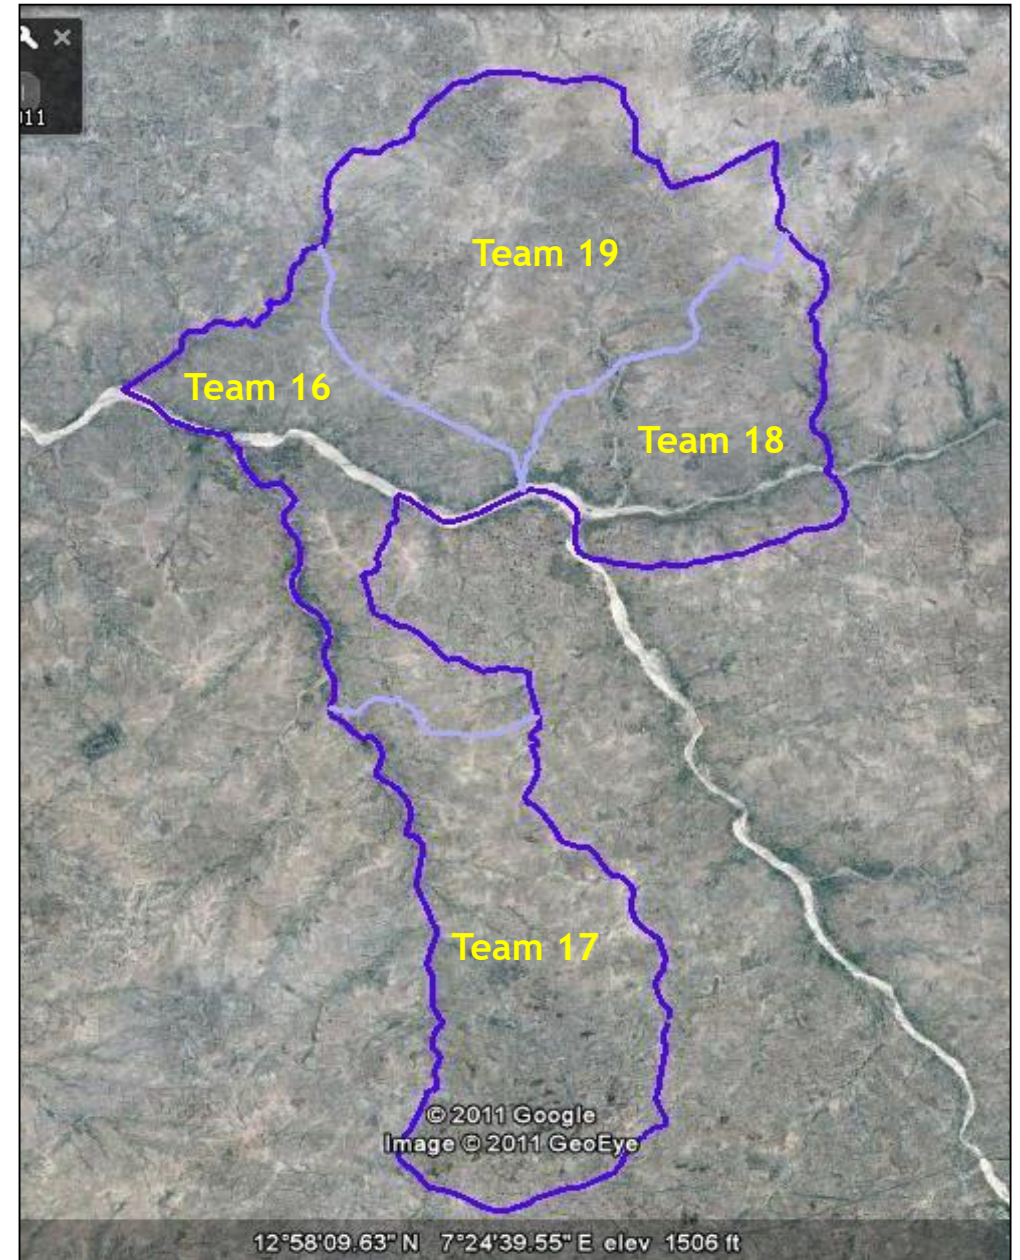 Team 19
Team 16
Team 18
Team 17
© 2011 Google
Image © 2011 GeoEye
12°58'09.63" N 7°24'39.55" E elev 1506 ft